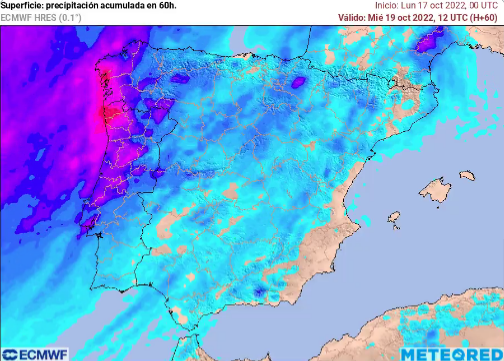 Superficie: precipitación acumulada en 60h.
Inicio: Lun 17 oct 2022, 00 UTC
ECMWF HRES (0.1°)
Válido: Mié 19 oct 2022, 12 UTC (H+60)
ECMWF
METEORED